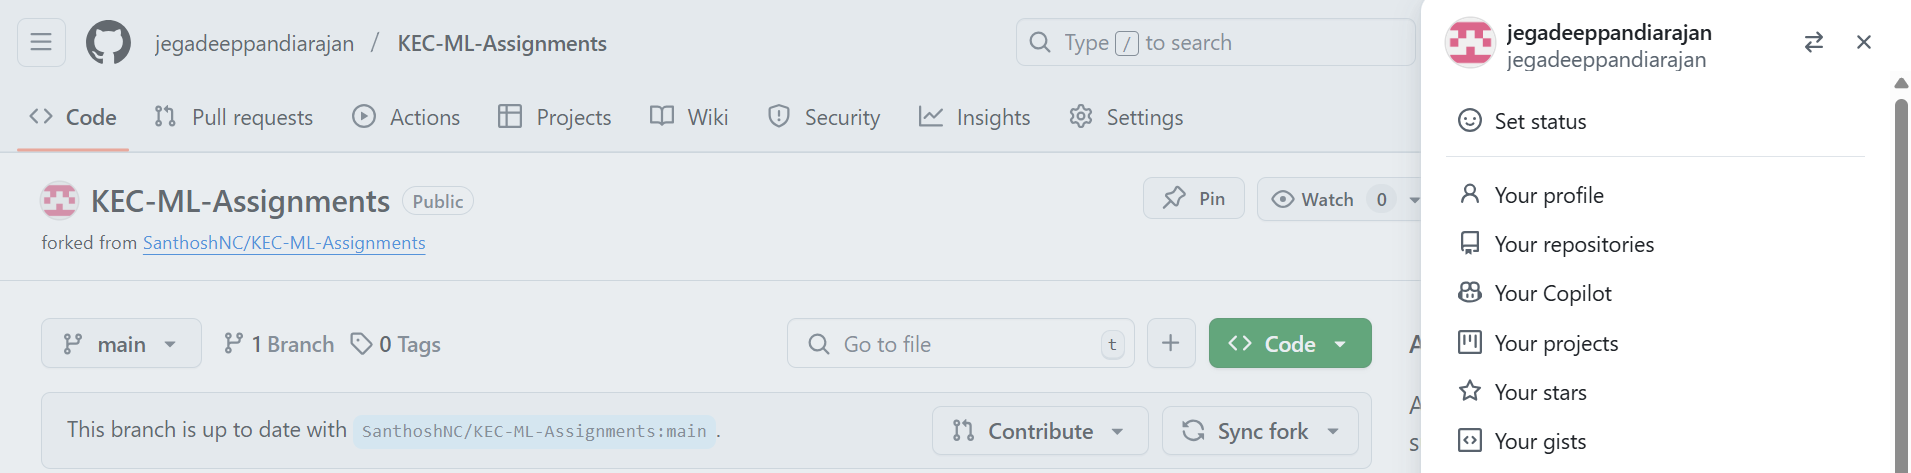 jegadeeppandiarajan / KEC-ML-Assignments
Type / to search
jegadeeppandiarajan
jegadeeppandiarajan
Code Pull requests Actions Projects Wiki Security Insights Settings
Set status
KEC-ML-Assignments Public
Pin
Watch 0
forked from SanthoshNC/KEC-ML-Assignments
Your profile
Your repositories
Your Copilot
Your projects
Your stars
Your gists
main 1 Branch 0 Tags
Go to file t
Code
This branch is up to date with SanthoshNC/KEC-ML-Assignments:main .
Contribute
Sync fork